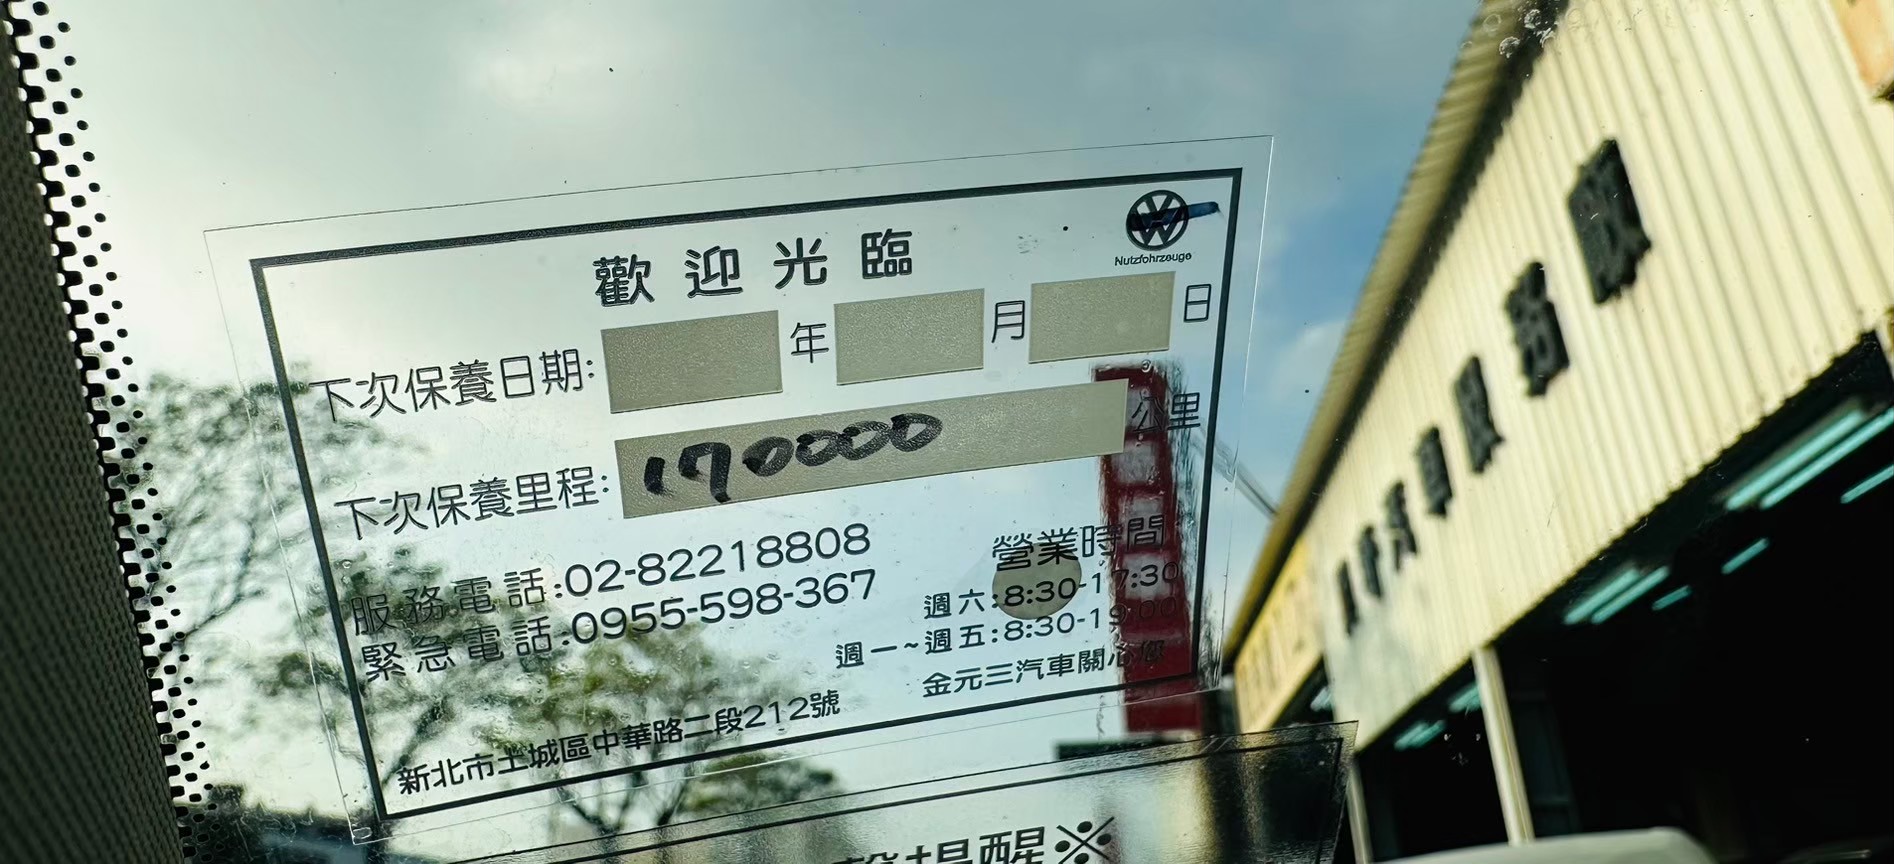 歡迎光臨
Nutzfahrzeuge
下次保養日期: 年 月 日
下次保養里程: 170000 公里
服務電話:02-82218808
緊急電話:0955-598-367
營業時間
週六:8:30-17:30
週一~週五:8:30-19:00
金元三汽車關心您
新北市土城區中華路二段212號
提醒※